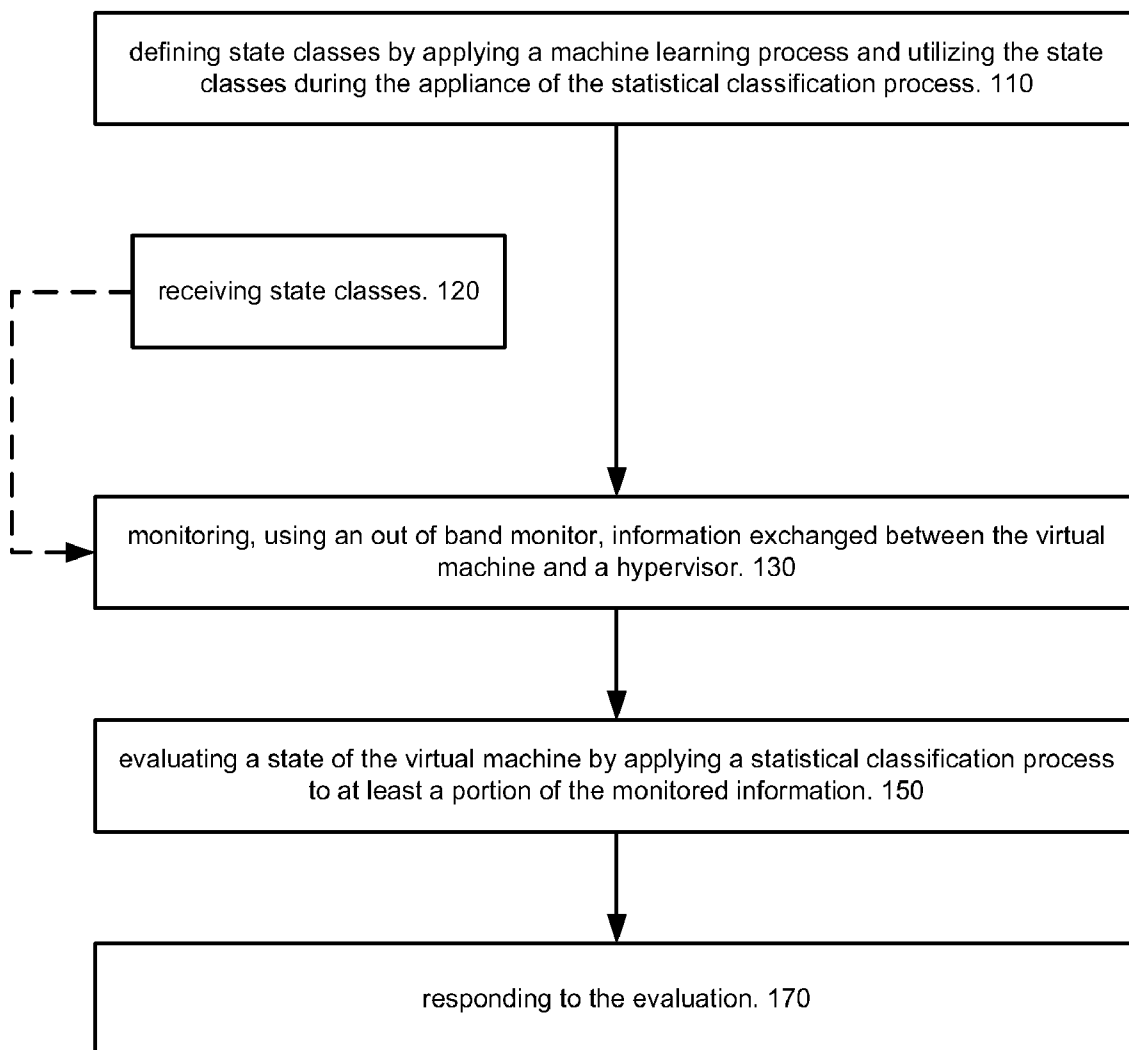 defining state classes by applying a machine learning process and utilizing the state
classes during the appliance of the statistical classification process. 110
receiving state classes. 120
monitoring, using an out of band monitor, information exchanged between the virtual
machine and a hypervisor. 130
evaluating a state of the virtual machine by applying a statistical classification process
to at least a portion of the monitored information. 150
responding to the evaluation. 170